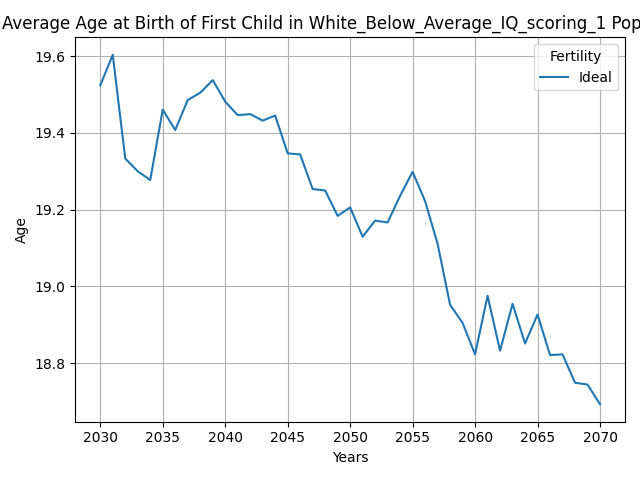 Average Age at Birth of First Child in White_Below_Average_IQ_scoring_1 Pop
Fertility
Ideal
19.6
19.4
19.2
19.0
18.8
Age
2030 2035 2040 2045 2050 2055 2060 2065 2070
Years